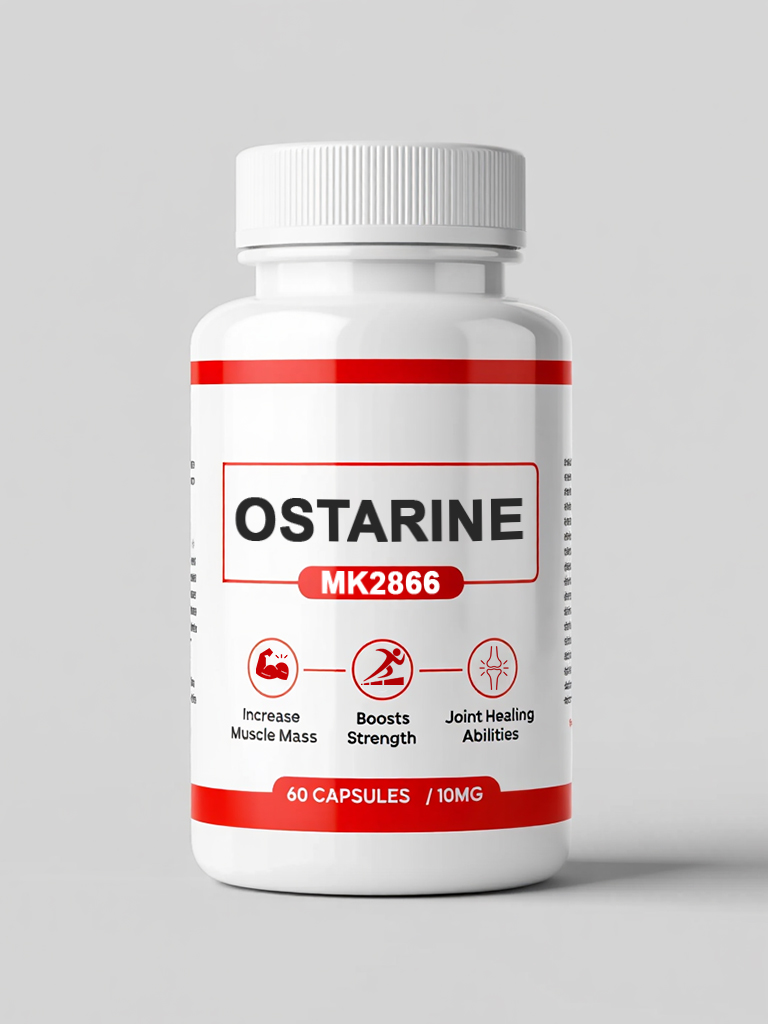 OSTARINE
MK2866
Increase
Muscle Mass
Boosts
Strength
Joint Healing
Abilities
60 CAPSULES / 10MG